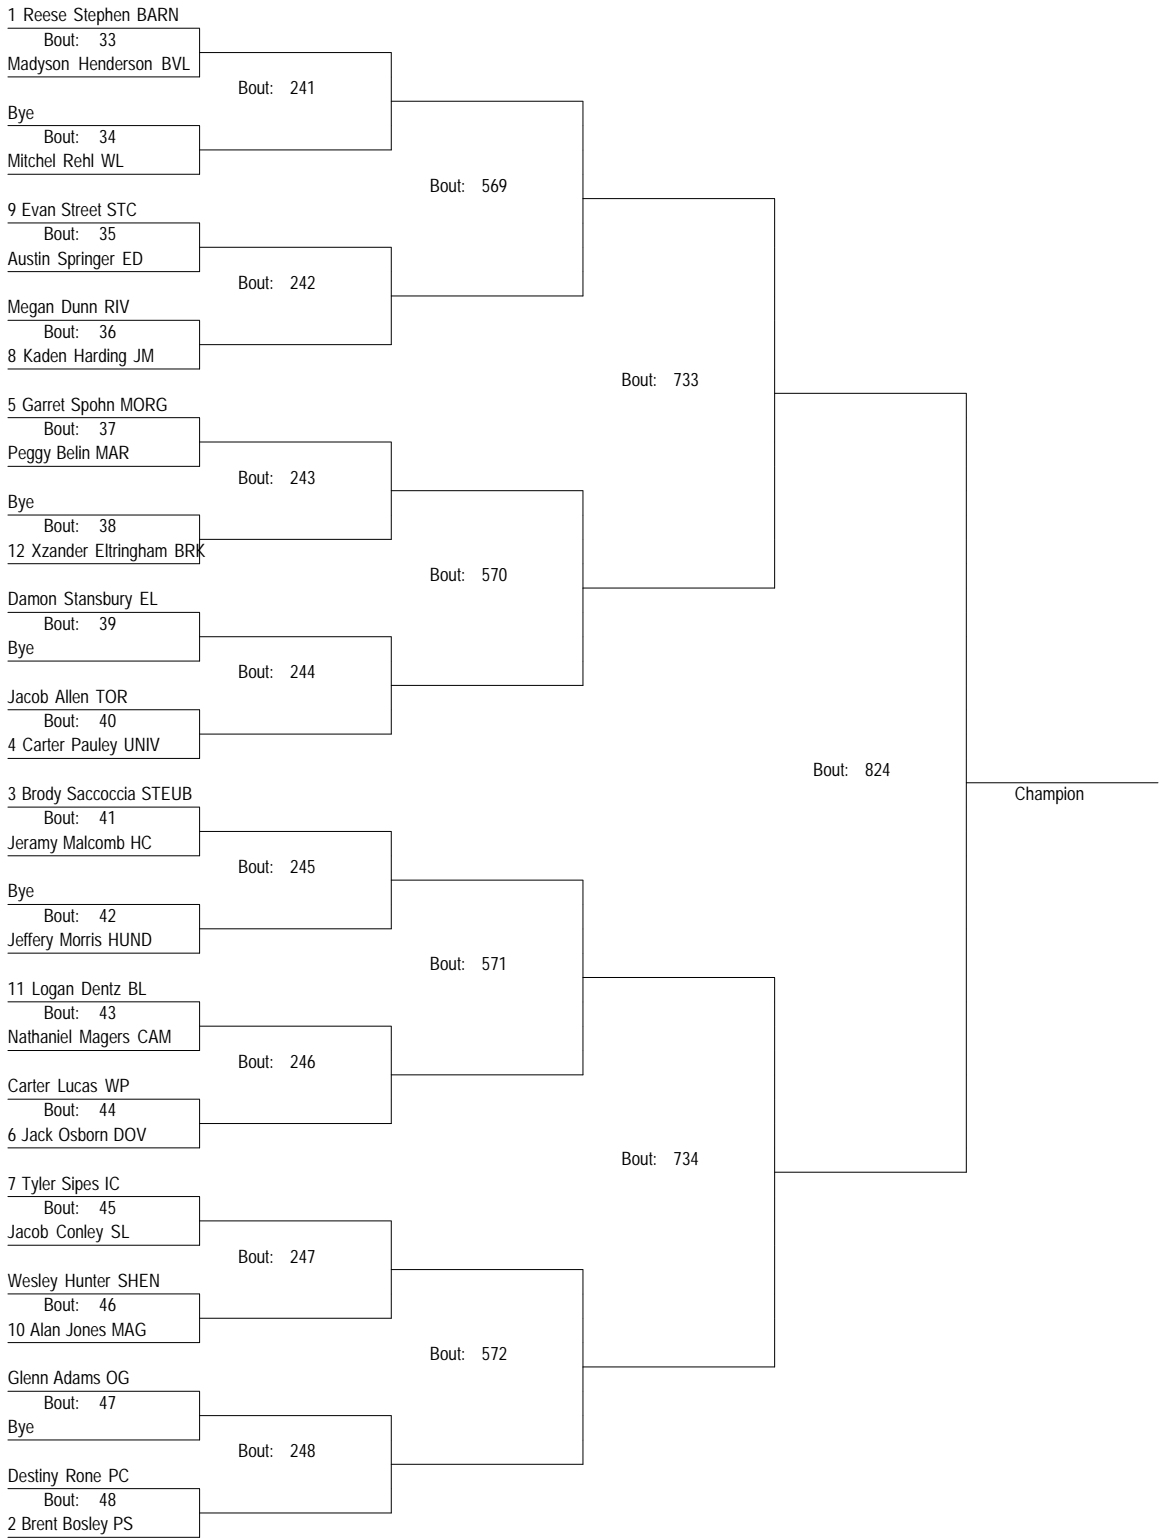 1 Reese Stephen BARN
Bout: 33
Madyson Henderson BVL
Bout: 241
Bye
Bout: 34
Mitchel Rehl WL
Bout: 569
9 Evan Street STC
Bout: 35
Austin Springer ED
Bout: 242
Megan Dunn RIV
Bout: 36
8 Kaden Harding JM
Bout: 733
5 Garret Spohn MORG
Bout: 37
Peggy Belin MAR
Bout: 243
Bye
Bout: 38
12 Xzander Eltringham BRK
Bout: 570
Damon Stansbury EL
Bout: 39
Bye
Bout: 244
Jacob Allen TOR
Bout: 40
4 Carter Pauley UNIV
Bout: 824
Champion
3 Brody Saccoccia STEUB
Bout: 41
Jeramy Malcomb HC
Bout: 245
Bye
Bout: 42
Jeffery Morris HUND
Bout: 571
11 Logan Dentz BL
Bout: 43
Nathaniel Magers CAM
Bout: 246
Carter Lucas WP
Bout: 44
6 Jack Osborn DOV
Bout: 734
7 Tyler Sipes IC
Bout: 45
Jacob Conley SL
Bout: 247
Wesley Hunter SHEN
Bout: 46
10 Alan Jones MAG
Bout: 572
Glenn Adams OG
Bout: 47
Bye
Bout: 248
Destiny Rone PC
Bout: 48
2 Brent Bosley PS